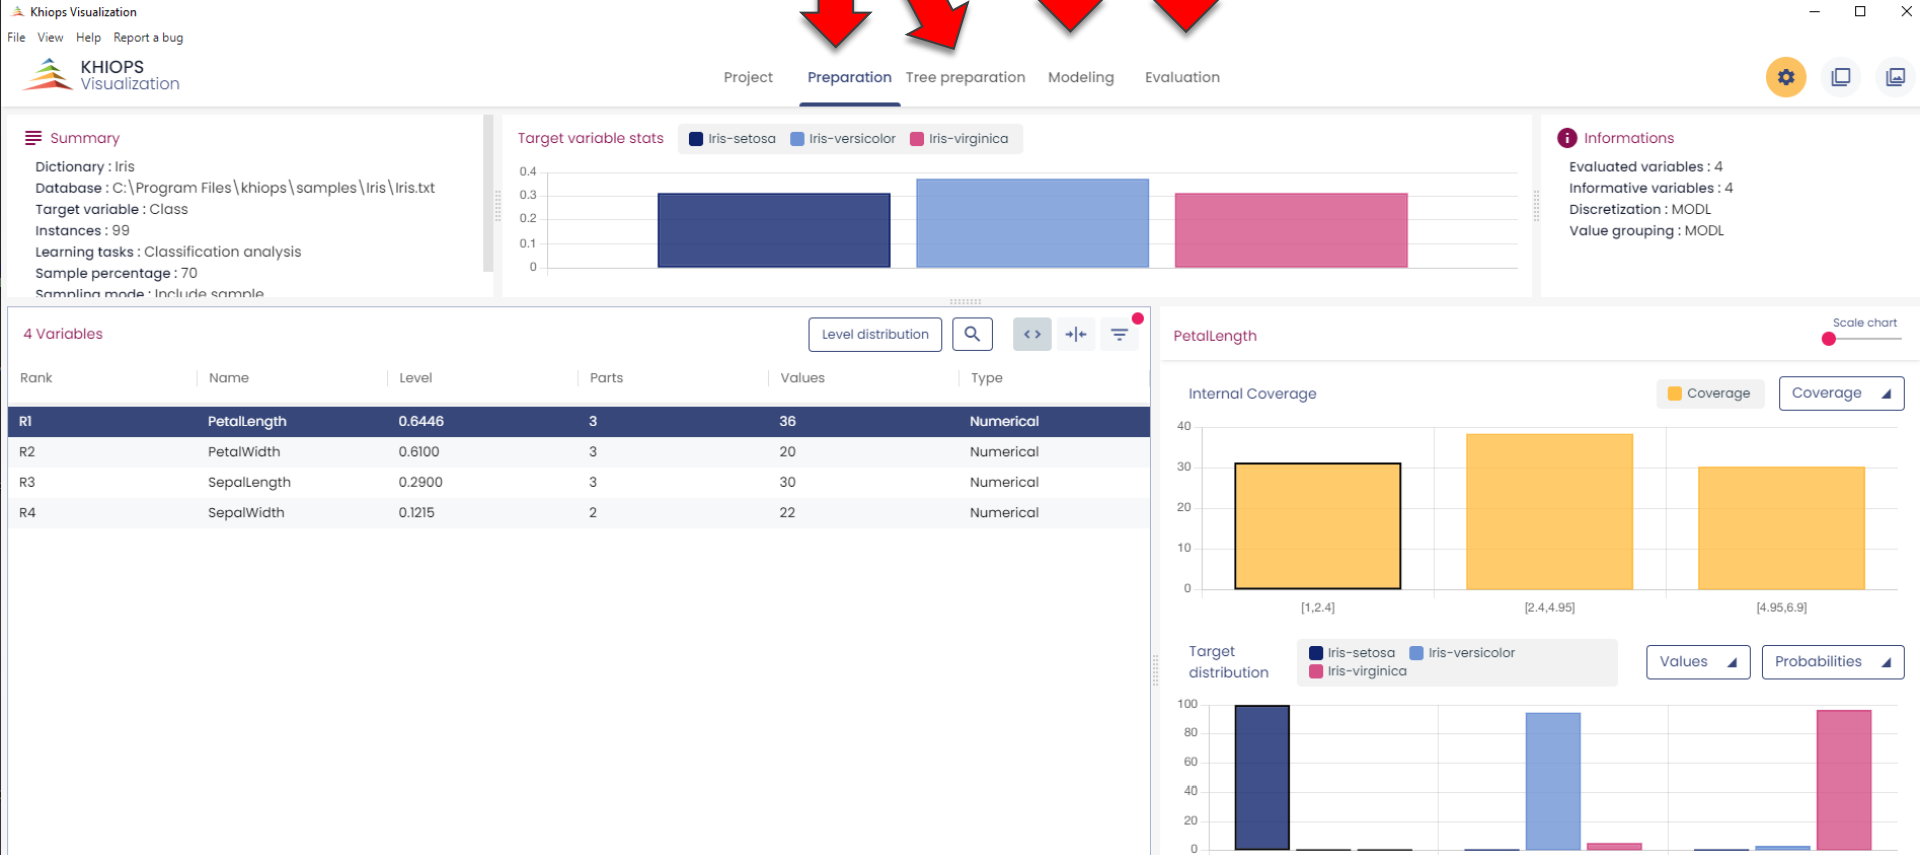 Khiops Visualization
File View Help Report a bug
KHIOPS
Visualization
Project Preparation Tree preparation Modeling Evaluation
Summary
Dictionary : Iris
Database : C:\Program Files\khiops\samples\Iris\Iris.txt
Target variable : Class
Instances : 99
Learning tasks : Classification analysis
Sample percentage : 70
Sampling mode : Include sample
Target variable stats Iris-setosa Iris-versicolor Iris-virginica
0.4
0.3
0.2
0.1
0
Informations
Evaluated variables : 4
Informative variables : 4
Discretization : MODL
Value grouping : MODL
4 Variables Level distribution
Rank Name Level Parts Values Type
R1 PetalLength 0.6446 3 36 Numerical
R2 PetalWidth 0.6100 3 20 Numerical
R3 SepalLength 0.2900 3 30 Numerical
R4 SepalWidth 0.1215 2 22 Numerical
PetalLength Scale chart
Internal Coverage Coverage Coverage
40
30
20
10
0
[1,2.4] [2.4,4.95] [4.95,6.9]
Target
distribution
Iris-setosa Iris-versicolor
Iris-virginica
Values Probabilities
100
80
60
40
20
0